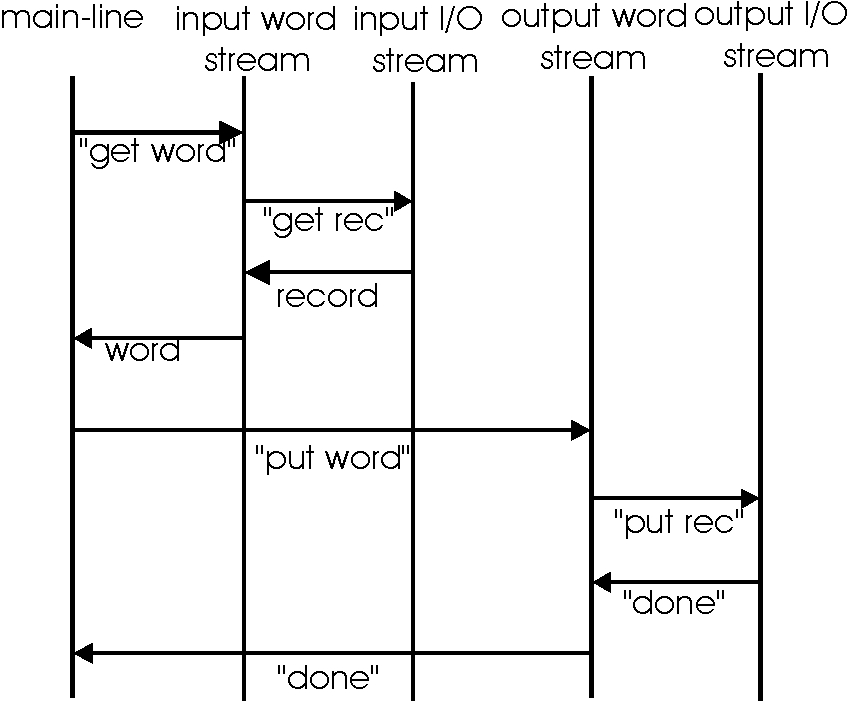 main-line
input word
stream
input I/O
stream
output word
stream
output I/O
stream
"get word"
"get rec"
record
word
"put word"
"put rec"
"done"
"done"